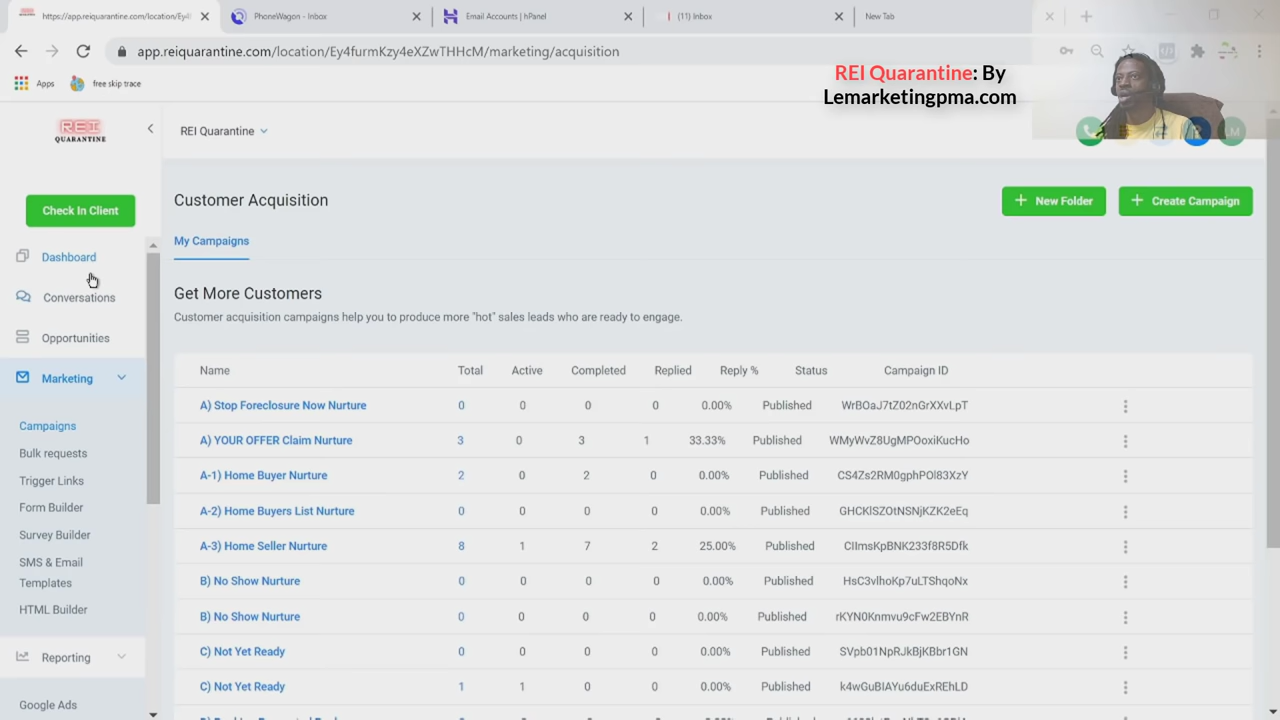 https://app.reiquarantine.com/location/Ey4f
PhoneWagon - Inbox
Email Accounts | hPanel
(11) Inbox
New Tab
app.reiquarantine.com/location/Ey4furmKzy4eXZwTHHcM/marketing/acquisition
Apps
free skip trace
REI Quarantine: By
Lemarketingpma.com
REI
QUARANTINE
REI Quarantine
LM
Check In Client
Customer Acquisition
New Folder
Create Campaign
Dashboard
My Campaigns
Conversations
Get More Customers
Customer acquisition campaigns help you to produce more "hot" sales leads who are ready to engage.
Opportunities
Marketing
Campaigns
Bulk requests
Trigger Links
Form Builder
Survey Builder
SMS & Email
Templates
HTML Builder
Reporting
Google Ads
Name Total Active Completed Replied Reply % Status Campaign ID
A) Stop Foreclosure Now Nurture 0 0 0 0 0.00% Published WrBOaJ7tZ02nGrXXvLpT
A) YOUR OFFER Claim Nurture 3 0 3 1 33.33% Published WMyWvZ8UgMPOoxiKucHo
A-1) Home Buyer Nurture 2 0 2 0 0.00% Published CS4Zs2RM0gphPOl83XzY
A-2) Home Buyers List Nurture 0 0 0 0 0.00% Published GHCKlSZOtNSNjKZK2eEq
A-3) Home Seller Nurture 8 1 7 2 25.00% Published CIImsKpBNK233f8R5Dfk
B) No Show Nurture 0 0 0 0 0.00% Published HsC3vlhoKp7uLTShqoNx
B) No Show Nurture 0 0 0 0 0.00% Published rKYN0Knmvu9cFw2EBYnR
C) Not Yet Ready 0 0 0 0 0.00% Published SVpb01NpRJkBjKBbr1GN
C) Not Yet Ready 1 1 0 0 0.00% Published k4wGuBIAYu6duExREhLD